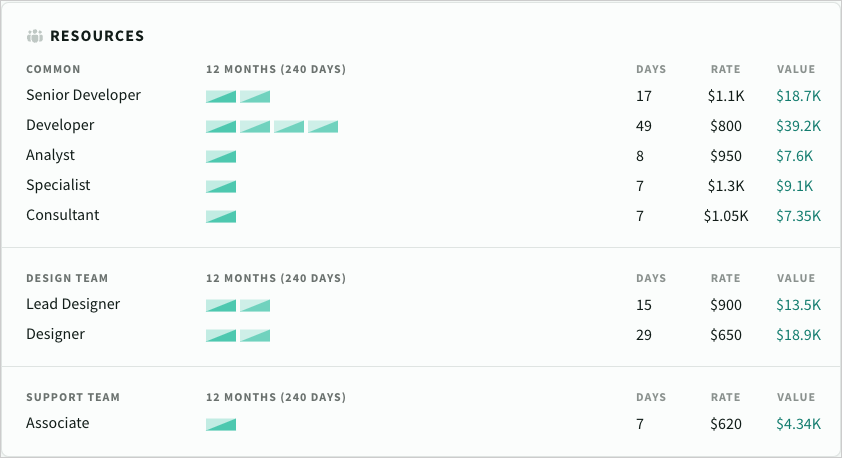 RESOURCES
COMMON 12 MONTHS (240 DAYS) DAYS RATE VALUE
Senior Developer 17 $1.1K $18.7K
Developer 49 $800 $39.2K
Analyst 8 $950 $7.6K
Specialist 7 $1.3K $9.1K
Consultant 7 $1.05K $7.35K
DESIGN TEAM 12 MONTHS (240 DAYS) DAYS RATE VALUE
Lead Designer 15 $900 $13.5K
Designer 29 $650 $18.9K
SUPPORT TEAM 12 MONTHS (240 DAYS) DAYS RATE VALUE
Associate 7 $620 $4.34K